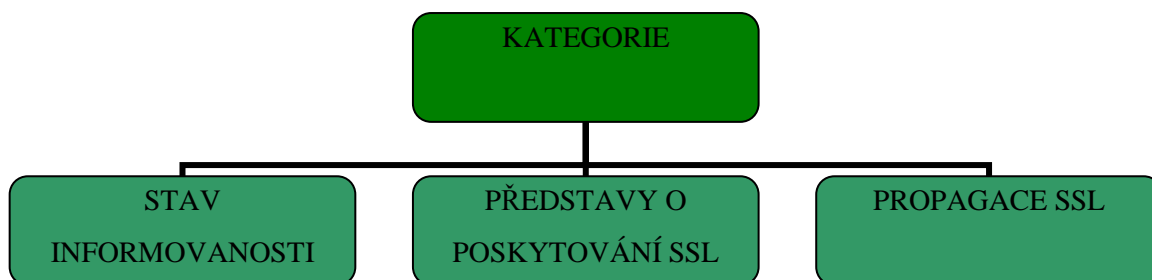 KATEGORIE
STAV
INFORMOVANOSTI
PŘEDSTAVY O
POSKYTOVÁNÍ SSL
PROPAGACE SSL